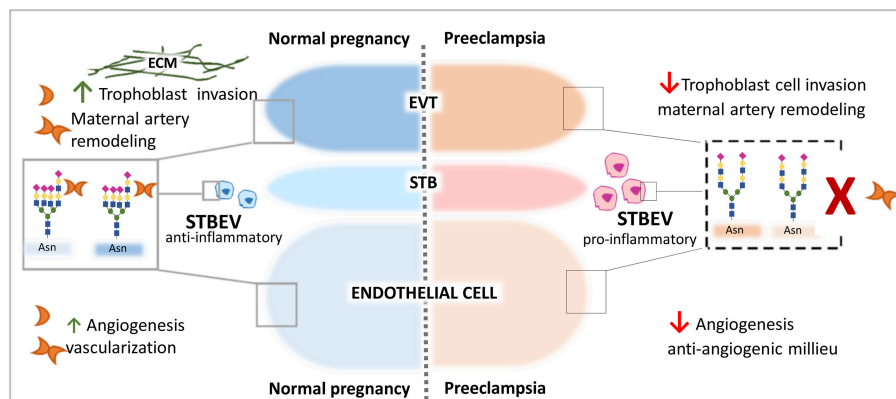 Normal pregnancy
Preeclampsia
ECM
↑ Trophoblast invasion
Maternal artery
remodeling
EVT
↓ Trophoblast cell invasion
maternal artery remodeling
STB
STBEV
anti-inflammatory
STBEV
pro-inflammatory
Asn
Asn
Asn
Asn
X
ENDOTHELIAL CELL
↑ Angiogenesis
vascularization
↓ Angiogenesis
anti-angiogenic millieu
Normal pregnancy
Preeclampsia